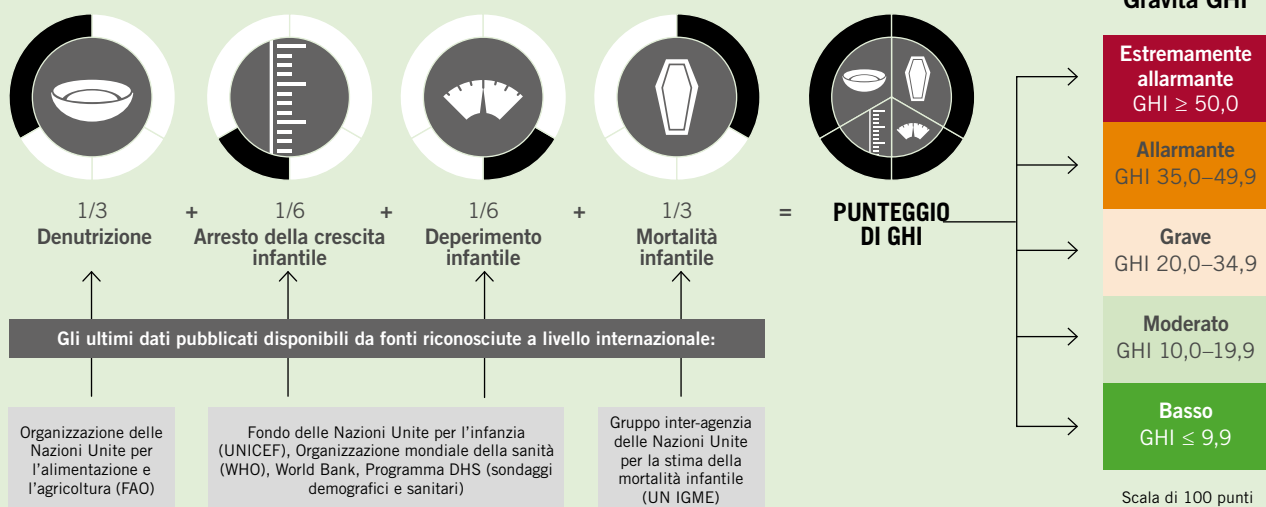 Gravità GHI
1/3 + 1/6 + 1/6 + 1/3 = PUNTEGGIO
DI GHI
Denutrizione
Arresto della crescita
infantile
Deperimento
infantile
Mortalità
infantile
Gli ultimi dati pubblicati disponibili da fonti riconosciute a livello internazionale:
Organizzazione delle
Nazioni Unite per
l'alimentazione e
l'agricoltura (FAO)
Fondo delle Nazioni Unite per l'infanzia
(UNICEF), Organizzazione mondiale della sanità
(WHO), World Bank, Programma DHS (sondaggi
demografici e sanitari)
Gruppo inter-agenzia
delle Nazioni Unite
per la stima della
mortalità infantile
(UN IGME)
Estremamente
allarmante
GHI ≥ 50,0
Allarmante
GHI 35,0–49,9
Grave
GHI 20,0–34,9
Moderato
GHI 10,0–19,9
Basso
GHI ≤ 9,9
Scala di 100 punti